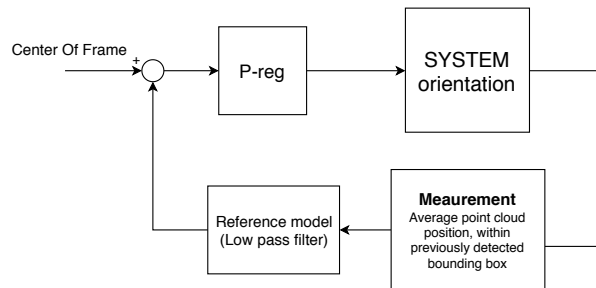 Center Of Frame
+
P-reg
SYSTEM
orientation
Reference model
(Low pass filter)
Meaurement
Average point cloud
position, within
previously detected
bounding box